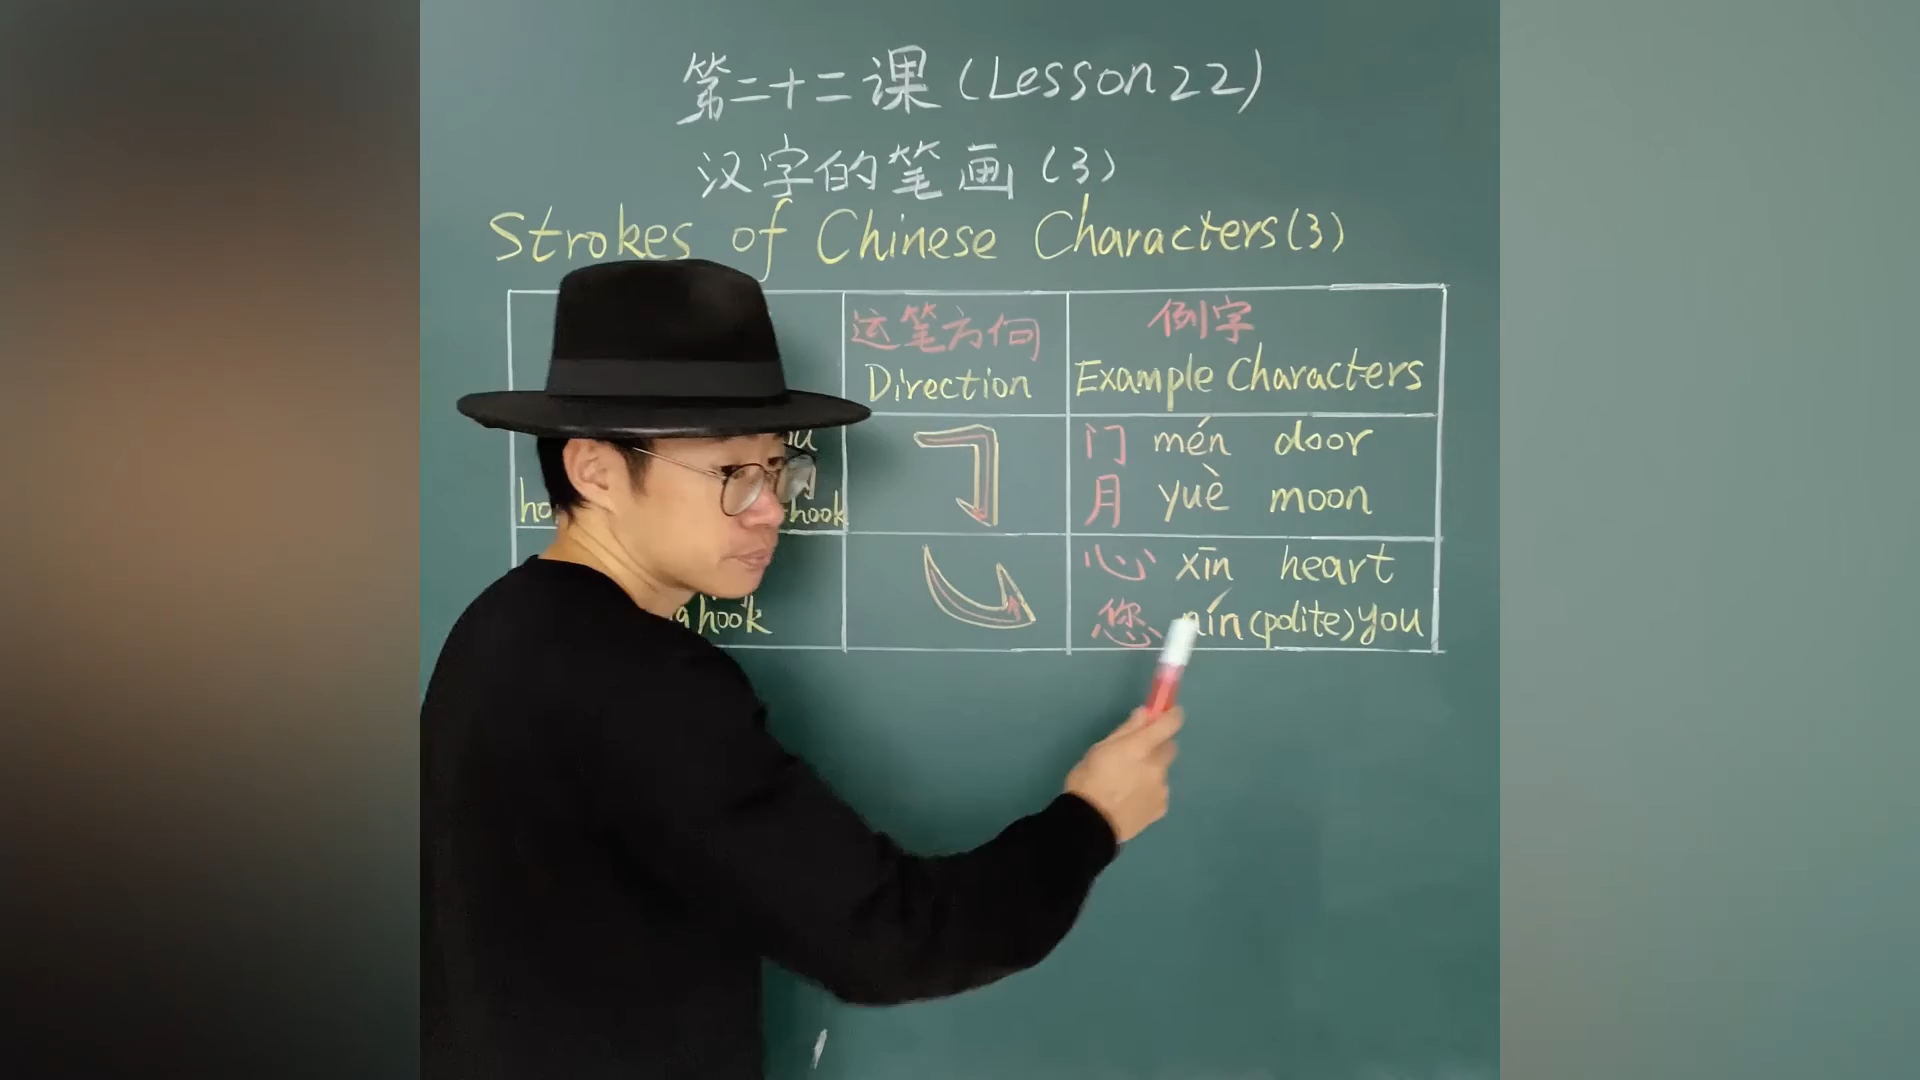 第二十二课(Lesson 22)
汉字的笔画(3)
Strokes of Chinese Characters(3)
运笔方向
Direction
例字
Example Characters
门 mén door
月 yuè moon
hook
心 xīn heart
您 nín (polite) you
hook